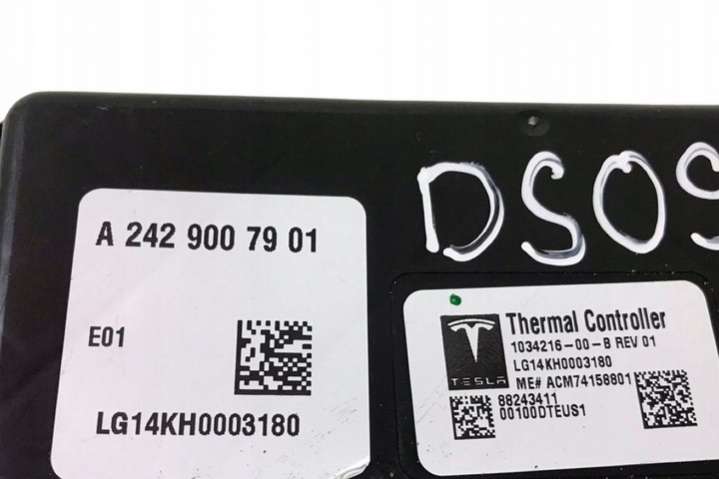 DSOS
A 242 900 79 01
E01
LG14KH0003180
TESLA
Thermal Controller
1034216-00-B REV 01
LG14KH0003180
ME# ACM74158801
88243411
00100DTEUS1